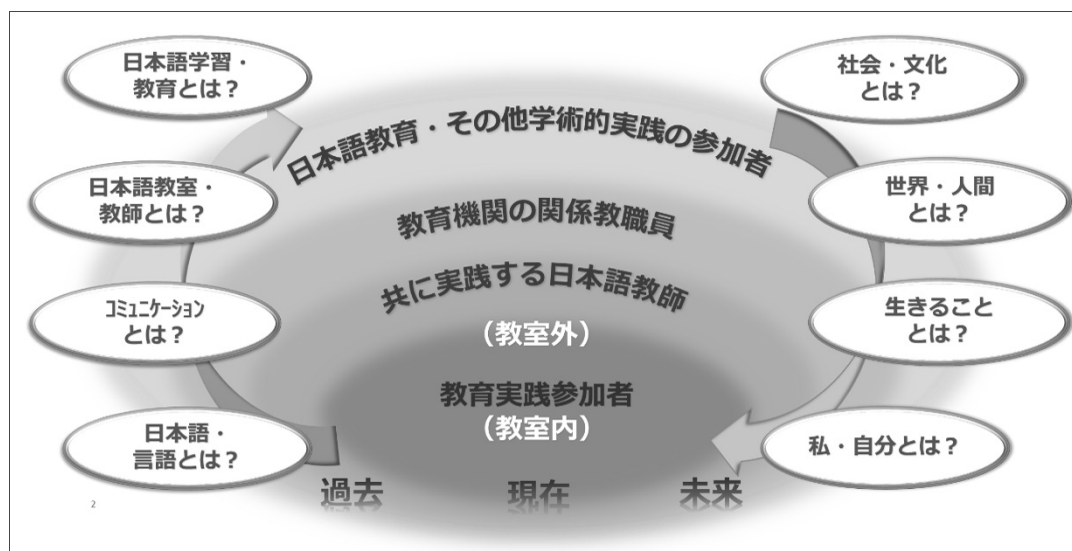 日本語学習・
教育とは？
日本語教室・
教師とは？
コミュニケーション
とは？
日本語・
言語とは？
日本語教育・その他学術的実践の参加者
教育機関の関係教職員
共に実践する日本語教師
（教室外）
教育実践参加者
（教室内）
過去 現在 未来
社会・文化
とは？
世界・人間
とは？
生きること
とは？
私・自分とは？
2